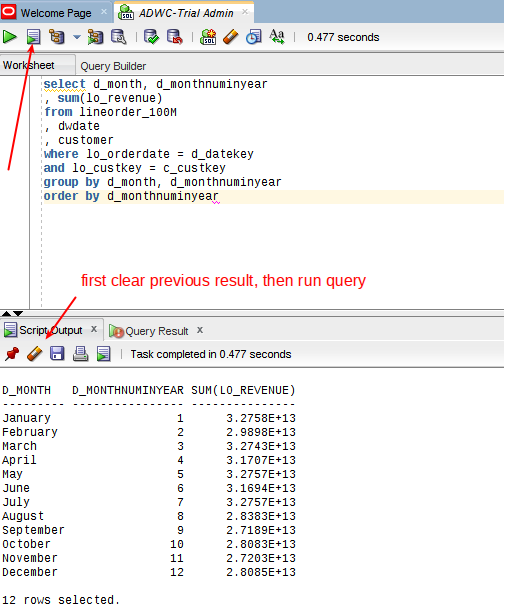 Welcome Page
ADWC-Trial Admin
0.477 seconds
Worksheet
Query Builder
select d_month, d_monthnuminyear
, sum(lo_revenue)
from lineorder_100M
, dwdate
, customer
where lo_orderdate = d_datekey
and lo_custkey = c_custkey
group by d_month, d_monthnuminyear
order by d_monthnuminyear
first clear previous result, then run query
Script Output x
Query Result x
Task completed in 0.477 seconds
D_MONTH D_MONTHNUMINYEAR SUM(LO_REVENUE)
--------- ---------------- ---------------
January 1 3.2758E+13
February 2 2.9898E+13
March 3 3.2743E+13
April 4 3.1707E+13
May 5 3.2757E+13
June 6 3.1694E+13
July 7 3.2757E+13
August 8 2.8383E+13
September 9 2.7189E+13
October 10 2.8083E+13
November 11 2.7203E+13
December 12 2.8085E+13
12 rows selected.